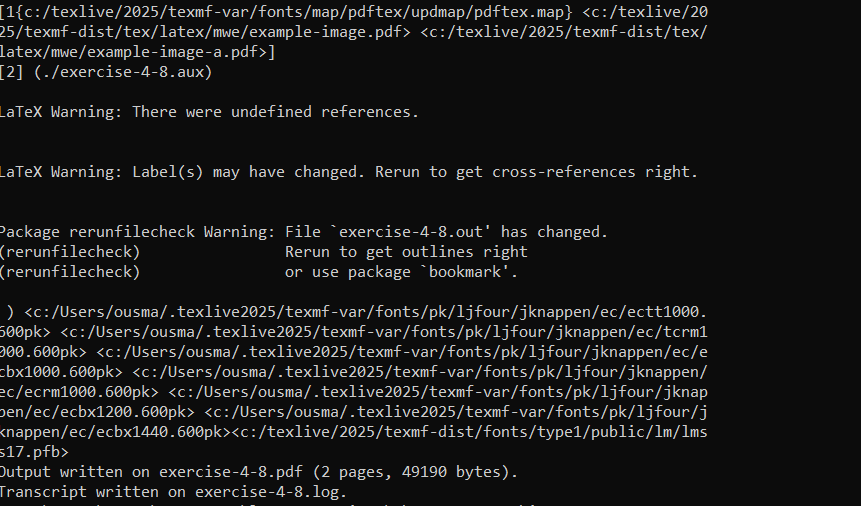 [1{c:/texlive/2025/texmf-var/fonts/map/pdftex/updmap/pdftex.map} <c:/texlive/20
25/texmf-dist/tex/latex/mwe/example-image.pdf> <c:/texlive/2025/texmf-dist/tex/
latex/mwe/example-image-a.pdf>]
[2] (./exercise-4-8.aux)
LaTeX Warning: There were undefined references.
LaTeX Warning: Label(s) may have changed. Rerun to get cross-references right.
Package rerunfilecheck Warning: File `exercise-4-8.out' has changed.
(rerunfilecheck)                Rerun to get outlines right
(rerunfilecheck)                or use package `bookmark'.
 ) <c:/Users/ousma/.texlive2025/texmf-var/fonts/pk/ljfour/jknappen/ec/ectt1000.
600pk> <c:/Users/ousma/.texlive2025/texmf-var/fonts/pk/ljfour/jknappen/ec/tcrm1
000.600pk> <c:/Users/ousma/.texlive2025/texmf-var/fonts/pk/ljfour/jknappen/ec/e
cbx1000.600pk> <c:/Users/ousma/.texlive2025/texmf-var/fonts/pk/ljfour/jknappen/
ec/ecrm1000.600pk> <c:/Users/ousma/.texlive2025/texmf-var/fonts/pk/ljfour/jknap
pen/ec/ecbx1200.600pk> <c:/Users/ousma/.texlive2025/texmf-var/fonts/pk/ljfour/j
knappen/ec/ecbx1440.600pk><c:/texlive/2025/texmf-dist/fonts/type1/public/lm/lms
s17.pfb>
Output written on exercise-4-8.pdf (2 pages, 49190 bytes).
Transcript written on exercise-4-8.log.